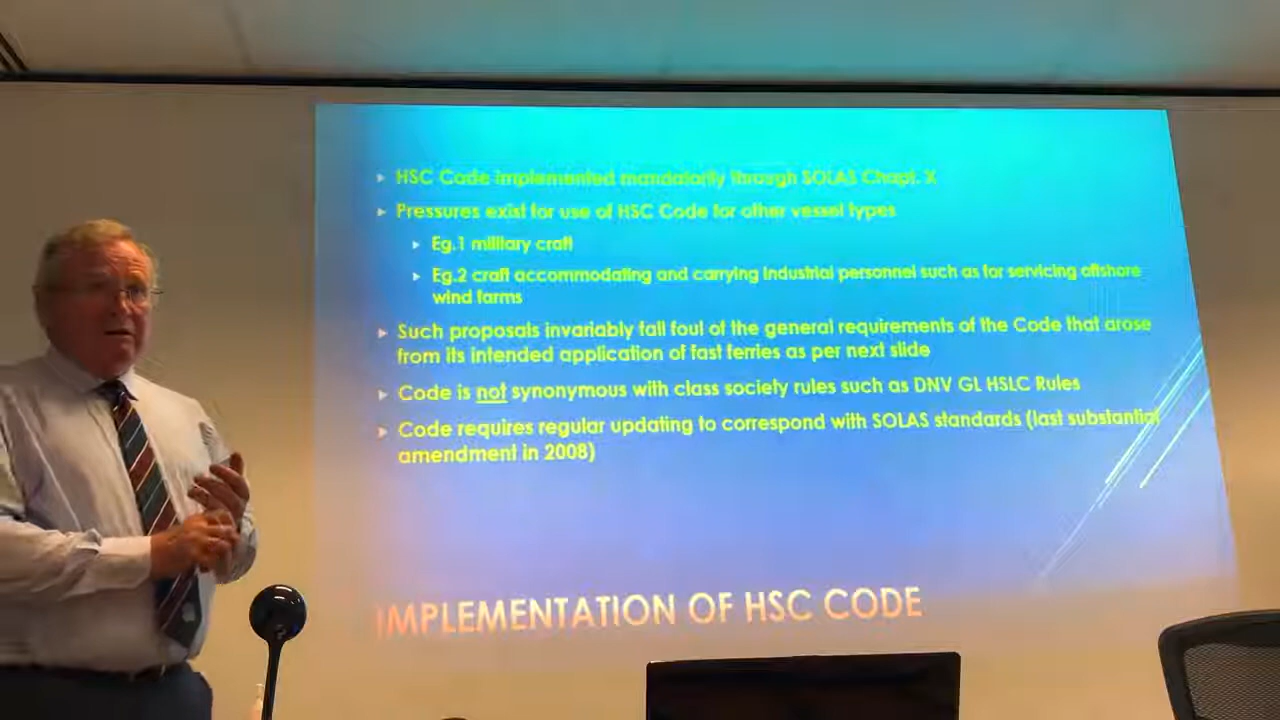 HSC Code implemented mandatorily through SOLAS Chapt. X
Pressures exist for use of HSC Code for other vessel types
Eg.1 military craft
Eg.2 craft accommodating and carrying industrial personnel such as for servicing offshore
wind farms
Such proposals invariably fall foul of the general requirements of the Code that arose
from its intended application of fast ferries as per next slide
Code is not synonymous with class society rules such as DNV GL HSLC Rules
Code requires regular updating to correspond with SOLAS standards (last substantial
amendment in 2008)
IMPLEMENTATION OF HSC CODE